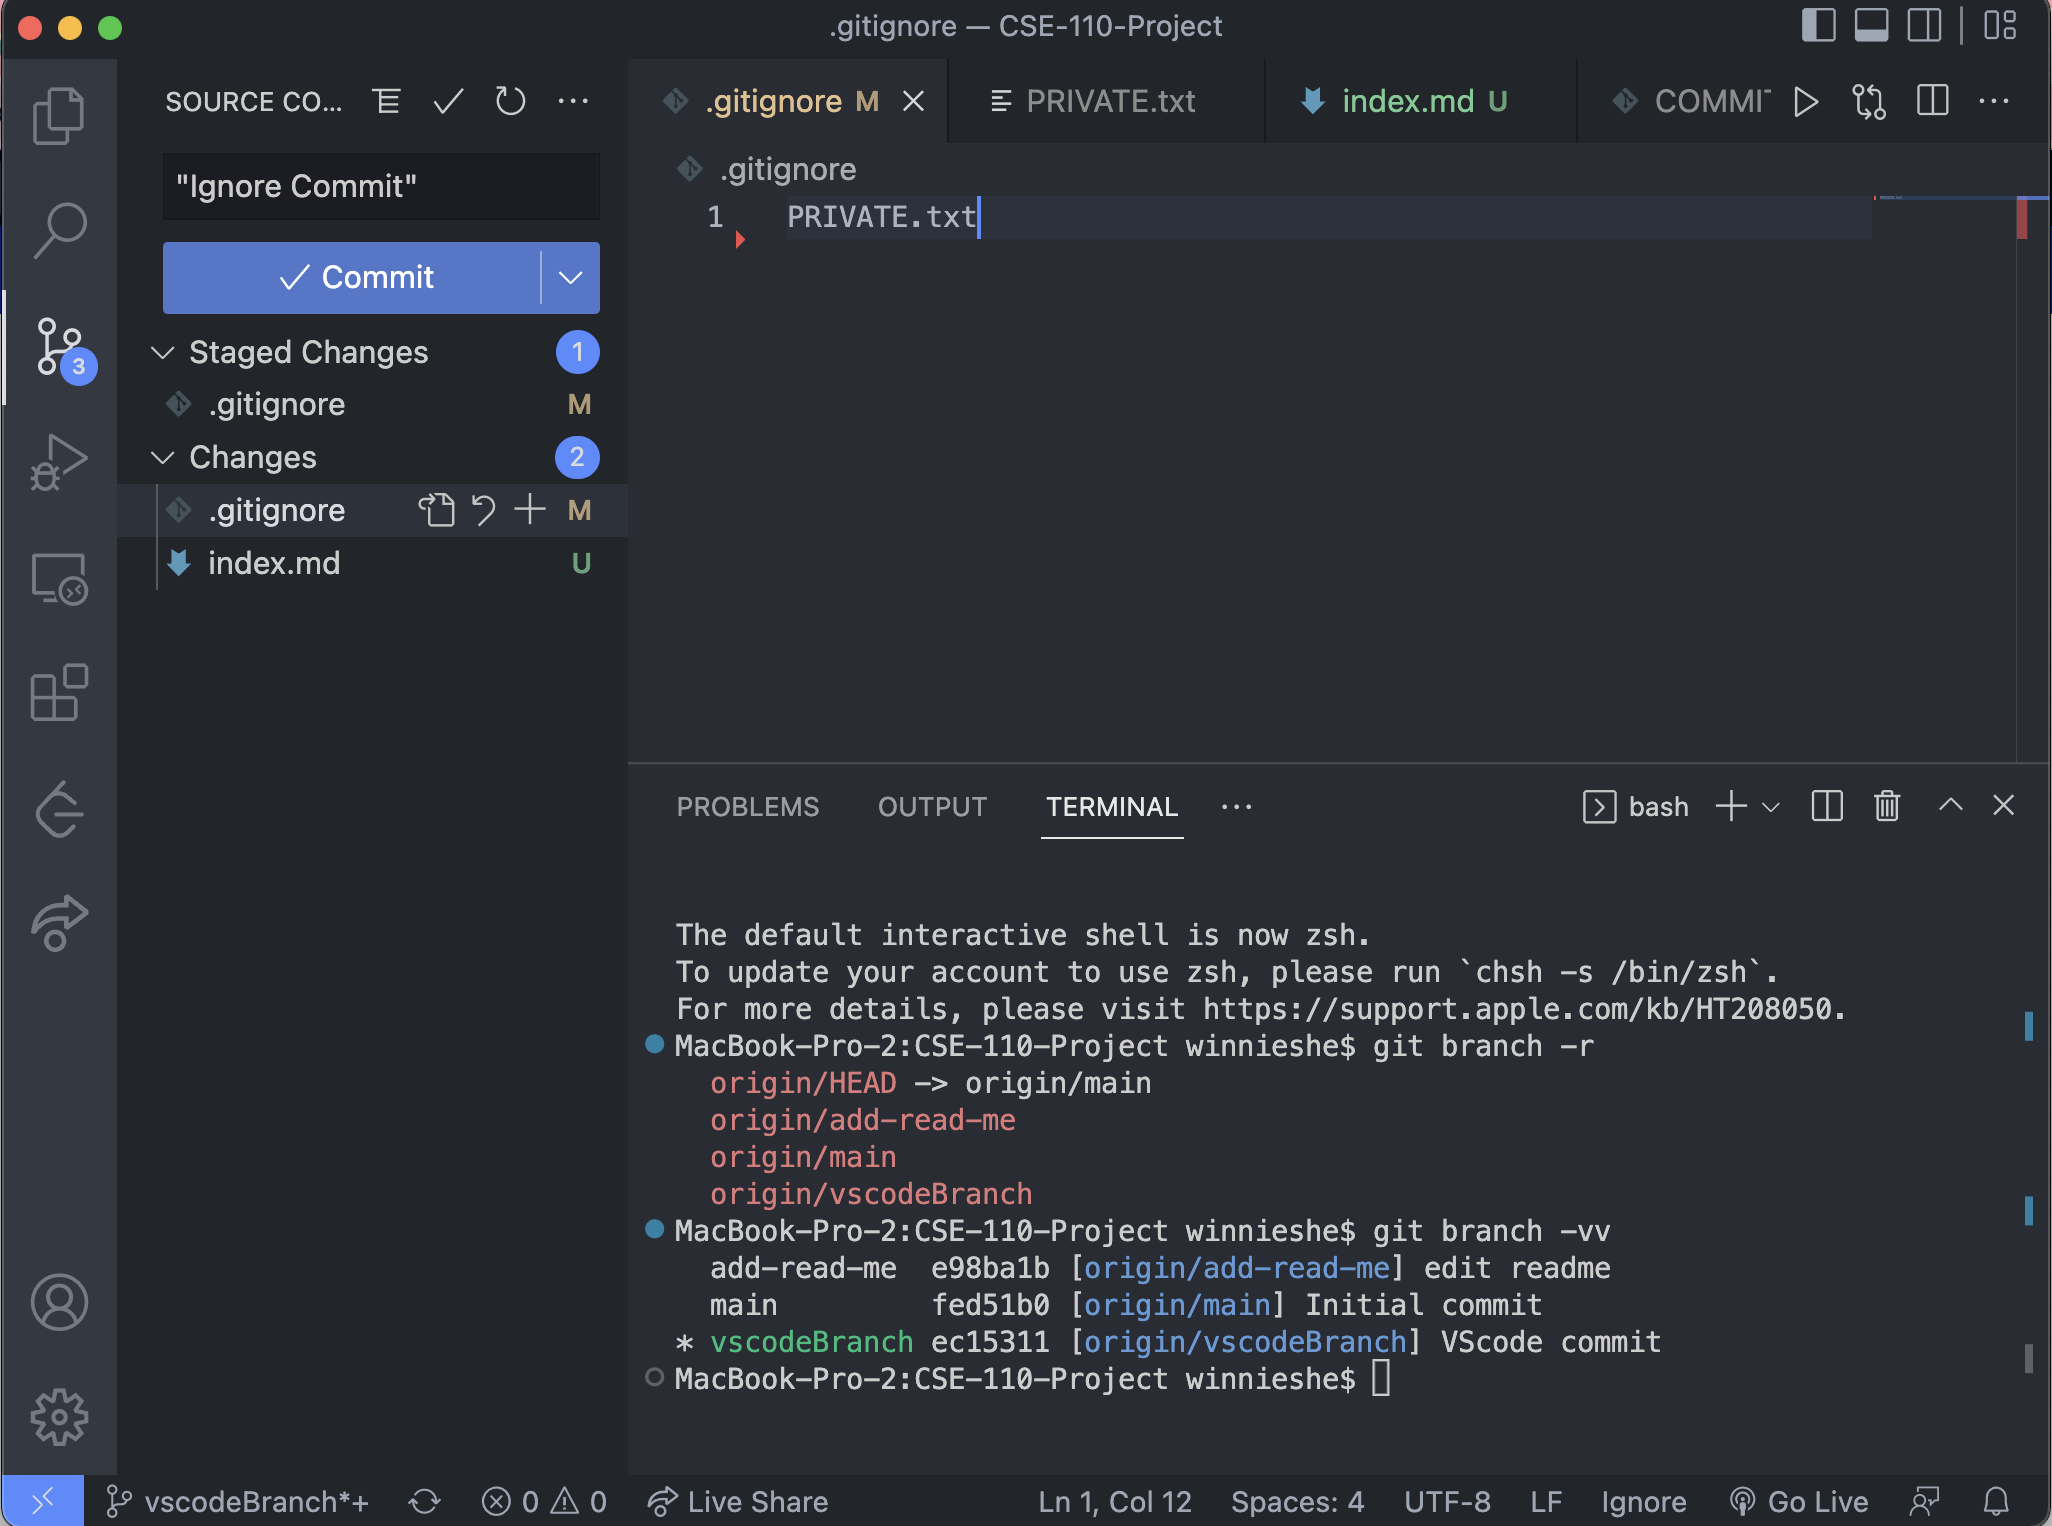 .gitignore — CSE-110-Project
SOURCE CO...
.gitignore M
PRIVATE.txt
index.md U
COMMIT
"Ignore Commit"
.gitignore
1 PRIVATE.txt
Commit
Staged Changes 1
.gitignore M
3
Changes 2
.gitignore M
index.md U
PROBLEMS OUTPUT TERMINAL ... bash
The default interactive shell is now zsh.
To update your account to use zsh, please run `chsh -s /bin/zsh`.
For more details, please visit https://support.apple.com/kb/HT208050.
MacBook-Pro-2:CSE-110-Project winnieshe$ git branch -r
origin/HEAD -> origin/main
origin/add-read-me
origin/main
origin/vscodeBranch
MacBook-Pro-2:CSE-110-Project winnieshe$ git branch -vv
add-read-me e98ba1b [origin/add-read-me] edit readme
main fed51b0 [origin/main] Initial commit
* vscodeBranch ec15311 [origin/vscodeBranch] VScode commit
MacBook-Pro-2:CSE-110-Project winnieshe$
vscodeBranch*+ 0 0 Live Share Ln 1, Col 12 Spaces: 4 UTF-8 LF Ignore Go Live